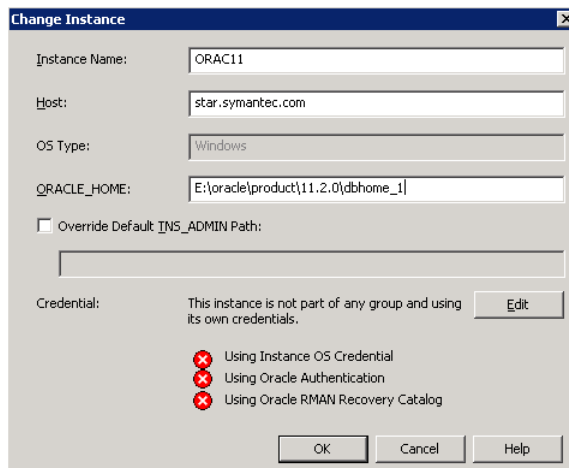 Change Instance
Instance Name: ORAC11
Host: star.symantec.com
OS Type: Windows
ORACLE_HOME: E:\oracle\product\11.2.0\dbhome_1
Override Default TNS_ADMIN Path:
Credential: This instance is not part of any group and using Edit
its own credentials.
Using Instance OS Credential
Using Oracle Authentication
Using Oracle RMAN Recovery Catalog
OK Cancel Help